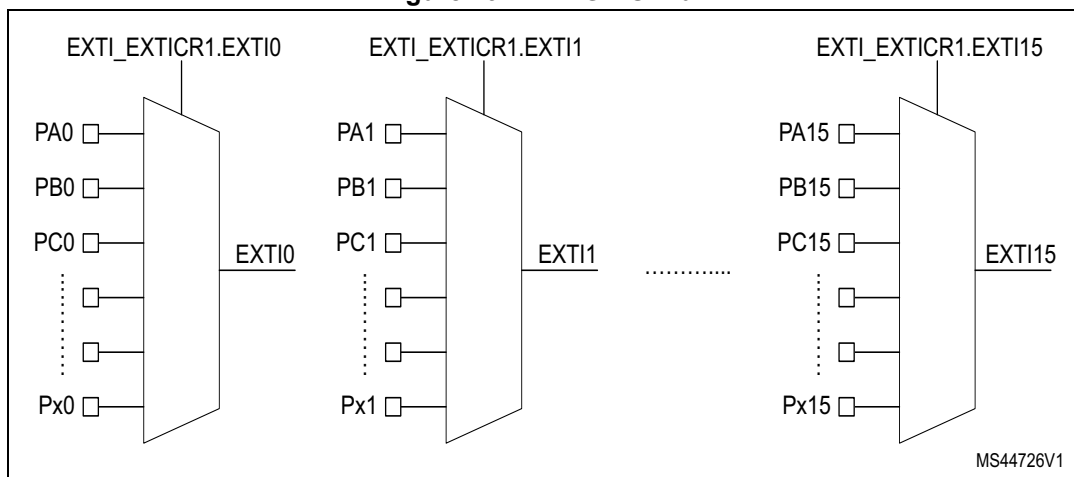 EXTI_EXTICR1.EXTI0
EXTI_EXTICR1.EXTI1
EXTI_EXTICR1.EXTI15
PA0
PB0
PC0
Px0
EXTI0
PA1
PB1
PC1
Px1
EXTI1
PA15
PB15
PC15
Px15
EXTI15
MS44726V1